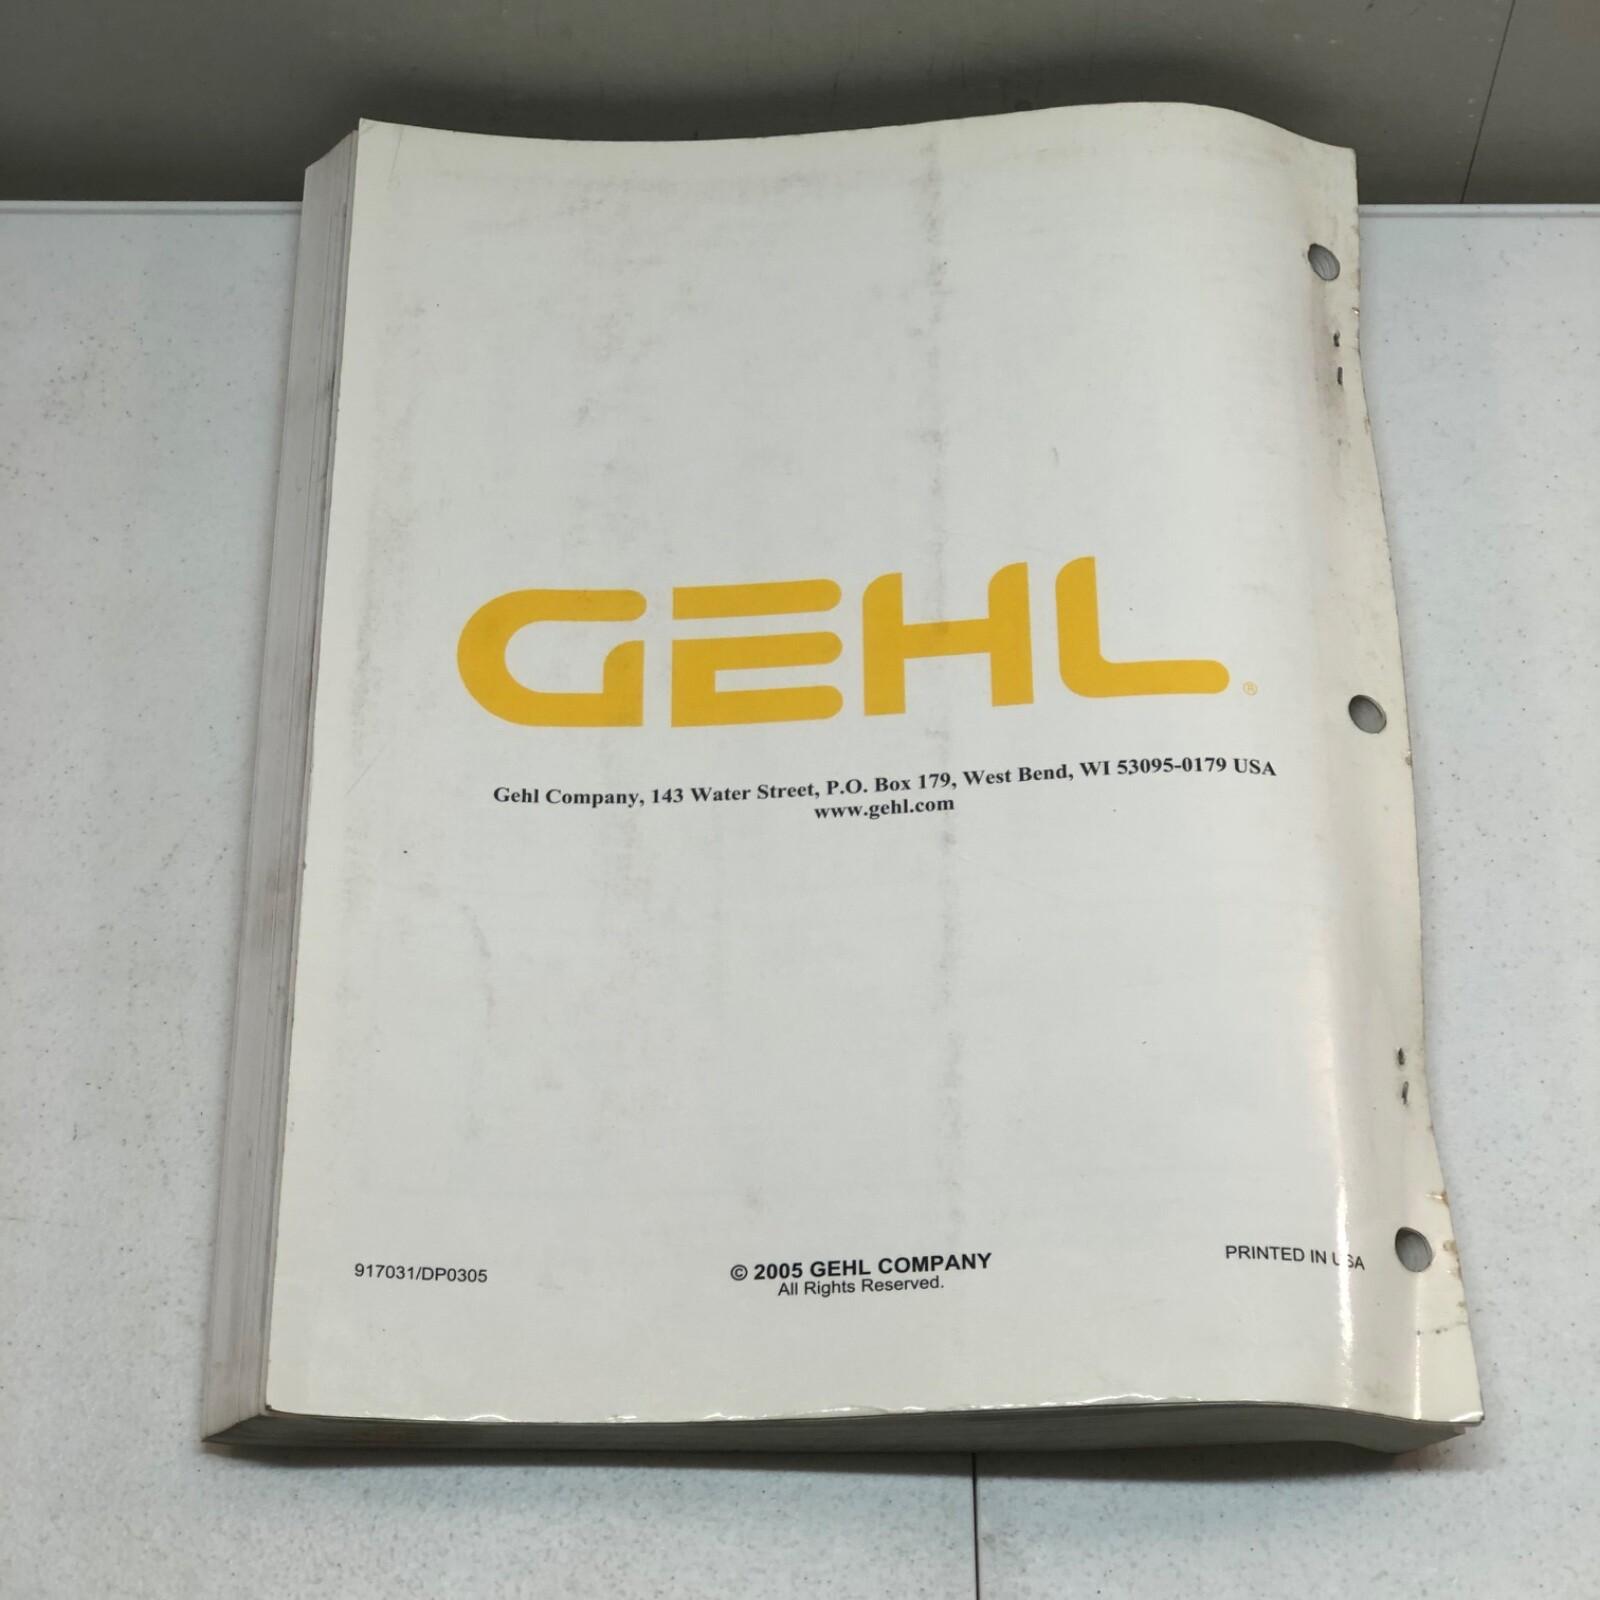 GEHL®
Gehl Company, 143 Water Street, P.O. Box 179, West Bend, WI 53095-0179 USA
www.gehl.com
917031/DP0305
© 2005 GEHL COMPANY
All Rights Reserved.
PRINTED IN USA